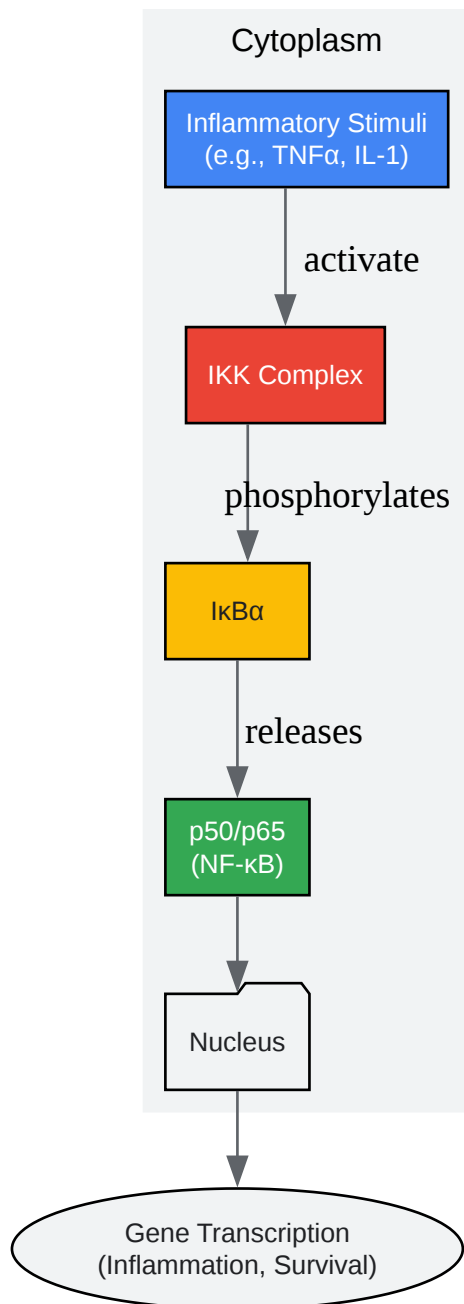 Cytoplasm
Inflammatory Stimuli
(e.g., TNFα, IL-1)
activate
IKK Complex
phosphorylates
IκBα
releases
p50/p65
(NF-κB)
Nucleus
Gene Transcription
(Inflammation, Survival)